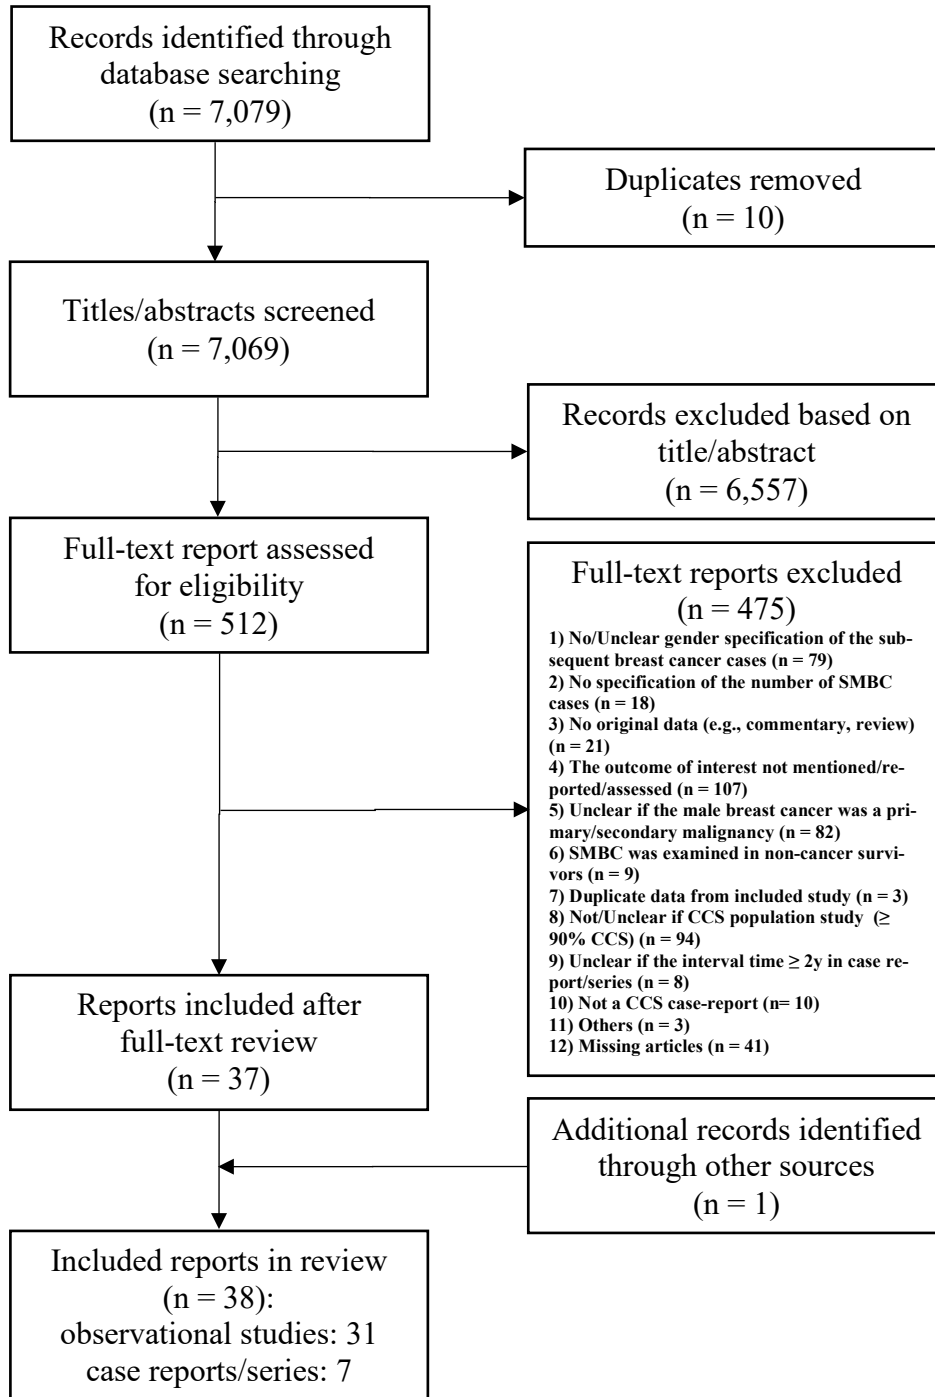 Records identified through
database searching
(n = 7,079)
Duplicates removed
(n = 10)
Titles/abstracts screened
(n = 7,069)
Records excluded based on
title/abstract
(n = 6,557)
Full-text report assessed
for eligibility
(n = 512)
Full-text reports excluded
(n = 475)
1) No/Unclear gender specification of the sub-
sequent breast cancer cases (n = 79)
2) No specification of the number of SMBC
cases (n = 18)
3) No original data (e.g., commentary, review)
(n = 21)
4) The outcome of interest not mentioned/re-
ported/assessed (n = 107)
5) Unclear if the male breast cancer was a pri-
mary/secondary malignancy (n = 82)
6) SMBC was examined in non-cancer survi-
vors (n = 9)
7) Duplicate data from included study (n = 3)
8) Not/Unclear if CCS population study (≥
90% CCS) (n = 94)
9) Unclear if the interval time ≥ 2y in case re-
port/series (n = 8)
10) Not a CCS case-report (n= 10)
11) Others (n = 3)
12) Missing articles (n = 41)
Reports included after
full-text review
(n = 37)
Additional records identified
through other sources
(n = 1)
Included reports in review
(n = 38):
observational studies: 31
case reports/series: 7